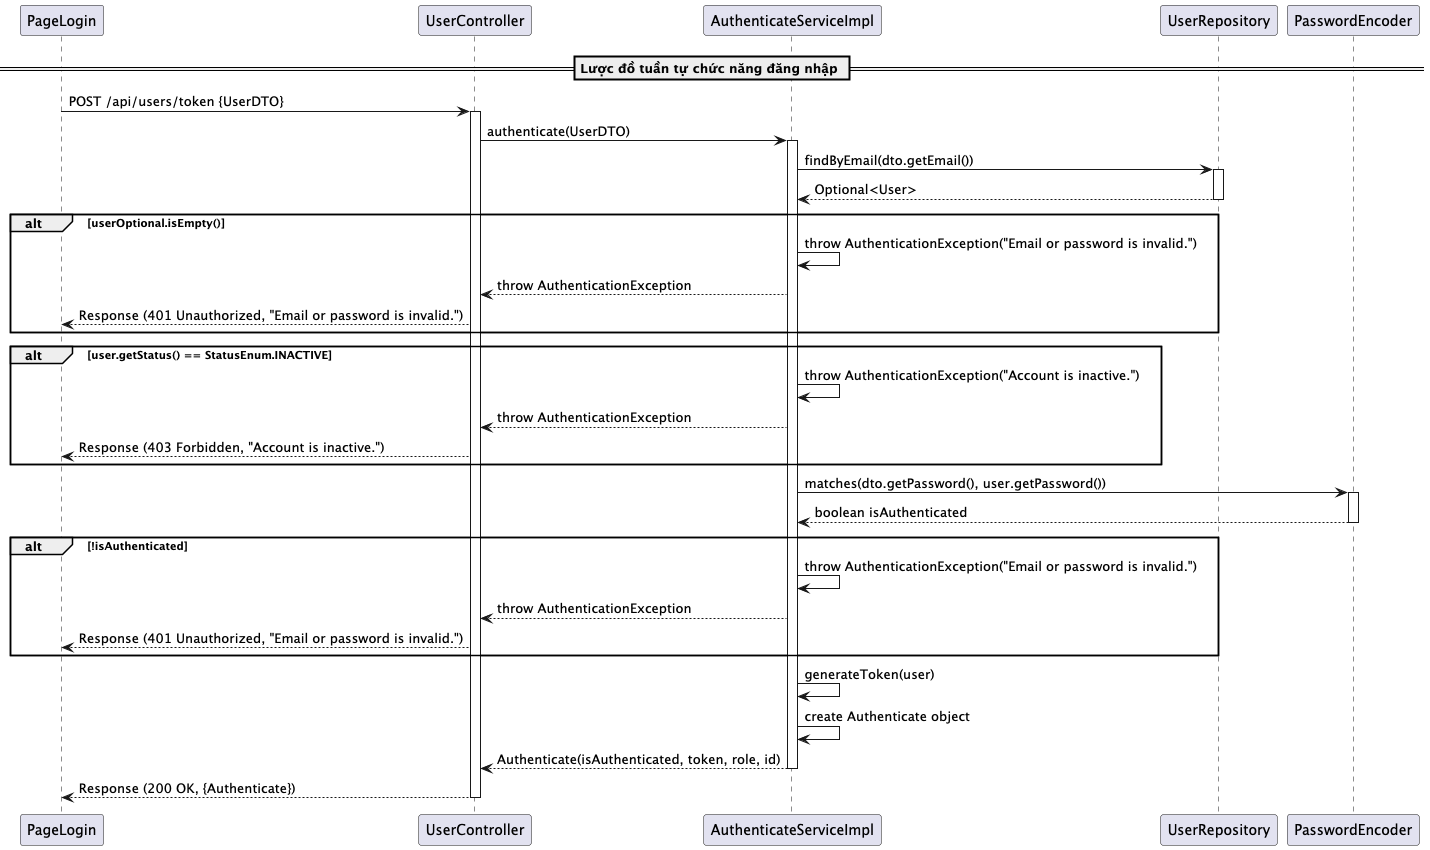 PageLogin UserController AuthenticateServiceImpl UserRepository PasswordEncoder
Lược đồ tuần tự chức năng đăng nhập
POST /api/users/token {UserDTO}
authenticate(UserDTO)
findByEmail(dto.getEmail())
Optional<User>
alt [userOptional.isEmpty()]
throw AuthenticationException("Email or password is invalid.")
throw AuthenticationException
Response (401 Unauthorized, "Email or password is invalid.")
alt [user.getStatus() == StatusEnum.INACTIVE]
throw AuthenticationException("Account is inactive.")
throw AuthenticationException
Response (403 Forbidden, "Account is inactive.")
matches(dto.getPassword(), user.getPassword())
boolean isAuthenticated
alt [!isAuthenticated]
throw AuthenticationException("Email or password is invalid.")
throw AuthenticationException
Response (401 Unauthorized, "Email or password is invalid.")
generateToken(user)
create Authenticate object
Authenticate(isAuthenticated, token, role, id)
Response (200 OK, {Authenticate})
PageLogin UserController AuthenticateServiceImpl UserRepository PasswordEncoder